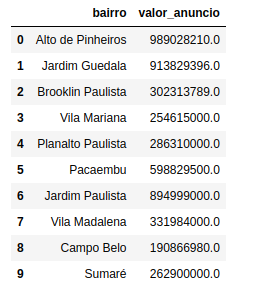 bairro valor_anuncio
0 Alto de Pinheiros 989028210.0
1 Jardim Guedala 913829396.0
2 Brooklin Paulista 302313789.0
3 Vila Mariana 254615000.0
4 Planalto Paulista 286310000.0
5 Pacaembu 598829500.0
6 Jardim Paulista 894999000.0
7 Vila Madalena 331984000.0
8 Campo Belo 190866980.0
9 Sumaré 262900000.0